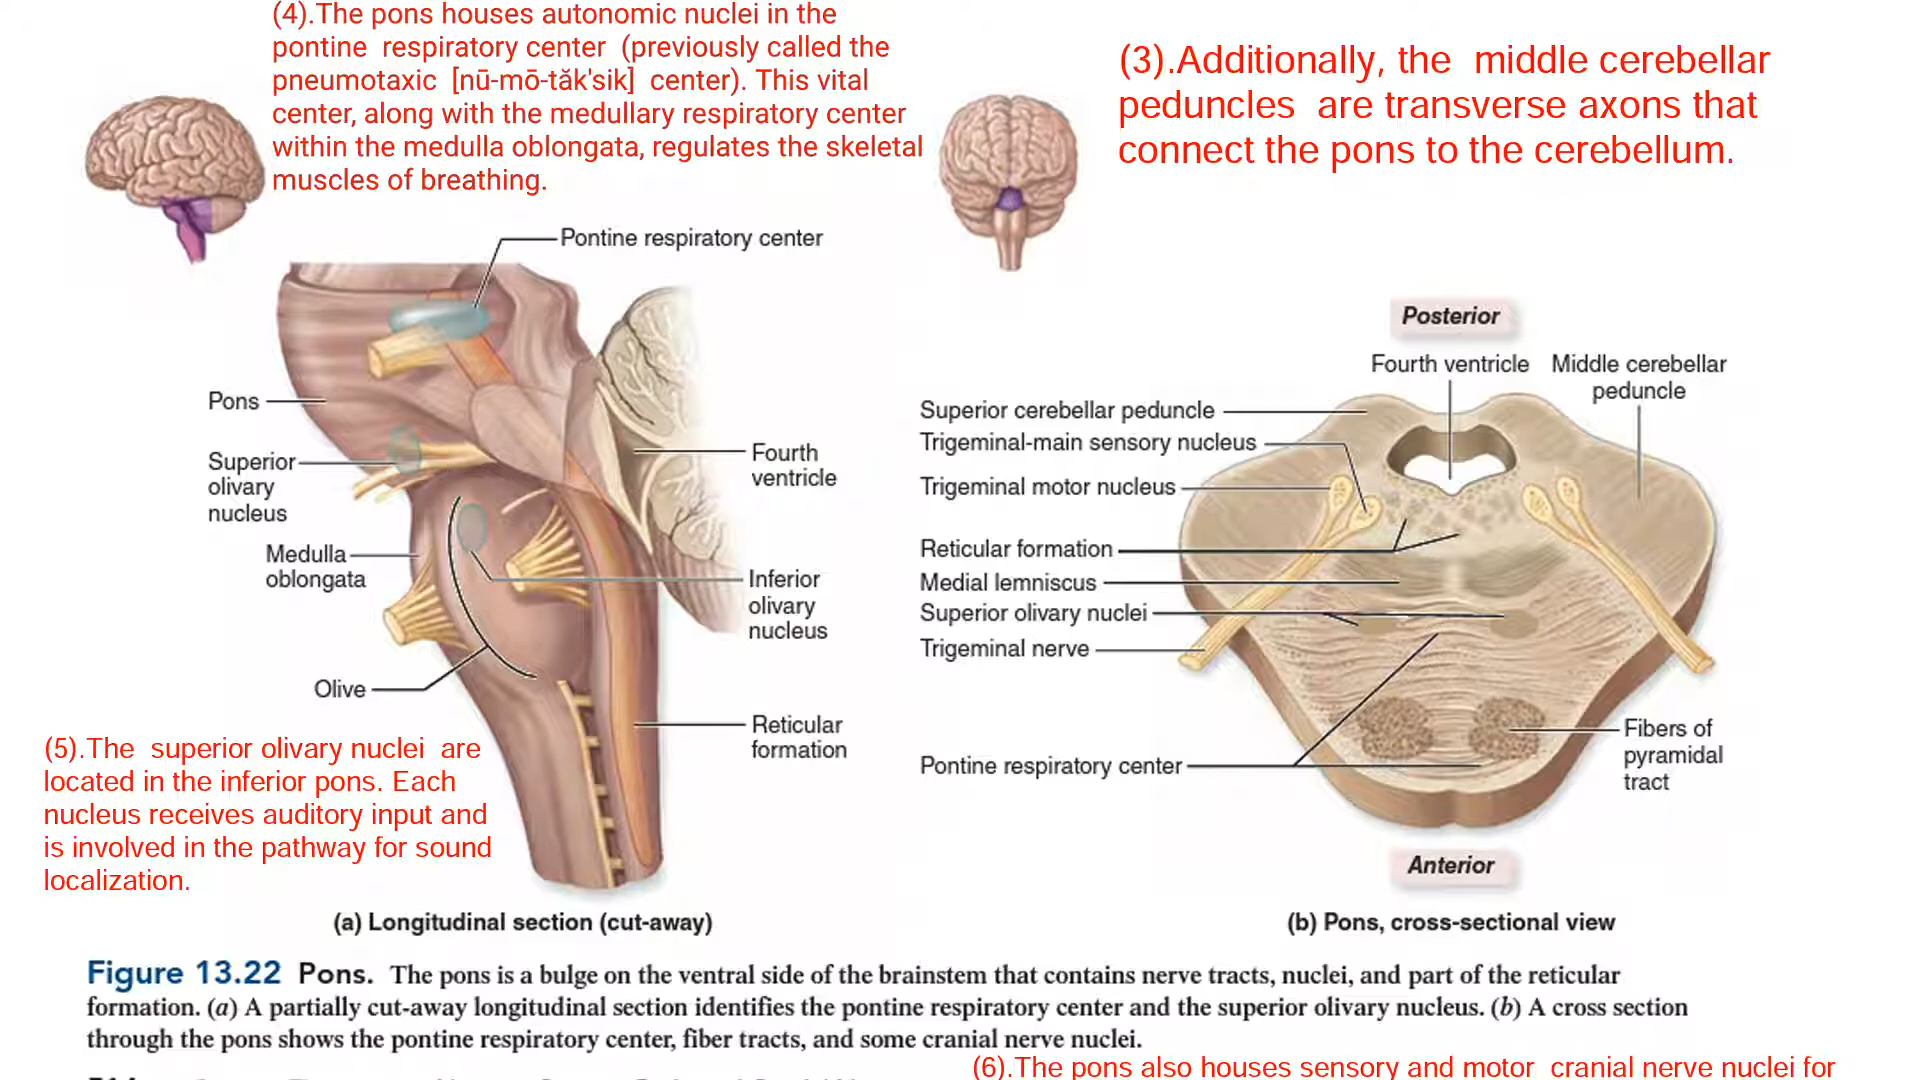 (4).The pons houses autonomic nuclei in the
pontine respiratory center (previously called the
pneumotaxic [nū-mō-tăk'sik] center). This vital
center, along with the medullary respiratory center
within the medulla oblongata, regulates the skeletal
muscles of breathing.
(3).Additionally, the middle cerebellar
peduncles are transverse axons that
connect the pons to the cerebellum.
Pontine respiratory center
Pons
Superior
olivary
nucleus
Medulla
oblongata
Olive
Fourth
ventricle
Inferior
olivary
nucleus
Reticular
formation
(5).The superior olivary nuclei are
located in the inferior pons. Each
nucleus receives auditory input and
is involved in the pathway for sound
localization.
(a) Longitudinal section (cut-away)
Posterior
Fourth ventricle
Middle cerebellar
peduncle
Superior cerebellar peduncle
Trigeminal-main sensory nucleus
Trigeminal motor nucleus
Reticular formation
Medial lemniscus
Superior olivary nuclei
Trigeminal nerve
Pontine respiratory center
Fibers of
pyramidal
tract
Anterior
(b) Pons, cross-sectional view
Figure 13.22 Pons. The pons is a bulge on the ventral side of the brainstem that contains nerve tracts, nuclei, and part of the reticular
formation. (a) A partially cut-away longitudinal section identifies the pontine respiratory center and the superior olivary nucleus. (b) A cross section
through the pons shows the pontine respiratory center, fiber tracts, and some cranial nerve nuclei.
(6).The pons also houses sensory and motor cranial nerve nuclei for